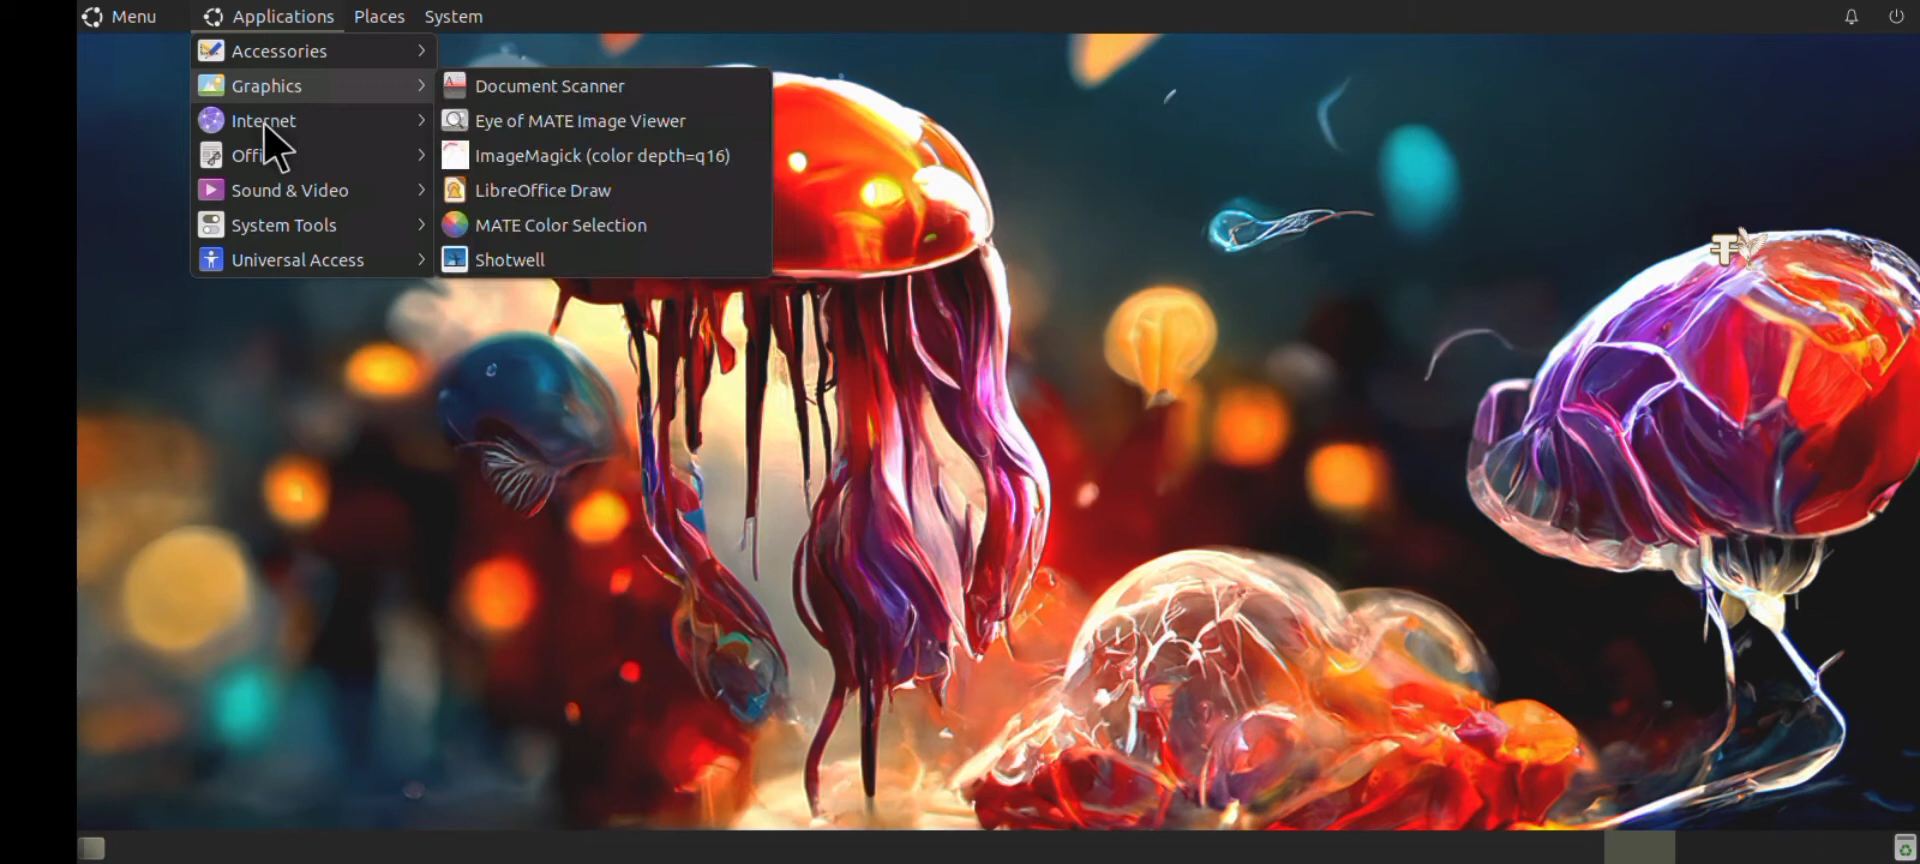 Menu
Applications Places System
Accessories
Graphics
Internet
Offi
Sound & Video
System Tools
Universal Access
Document Scanner
Eye of MATE Image Viewer
ImageMagick (color depth=q16)
LibreOffice Draw
MATE Color Selection
Shotwell